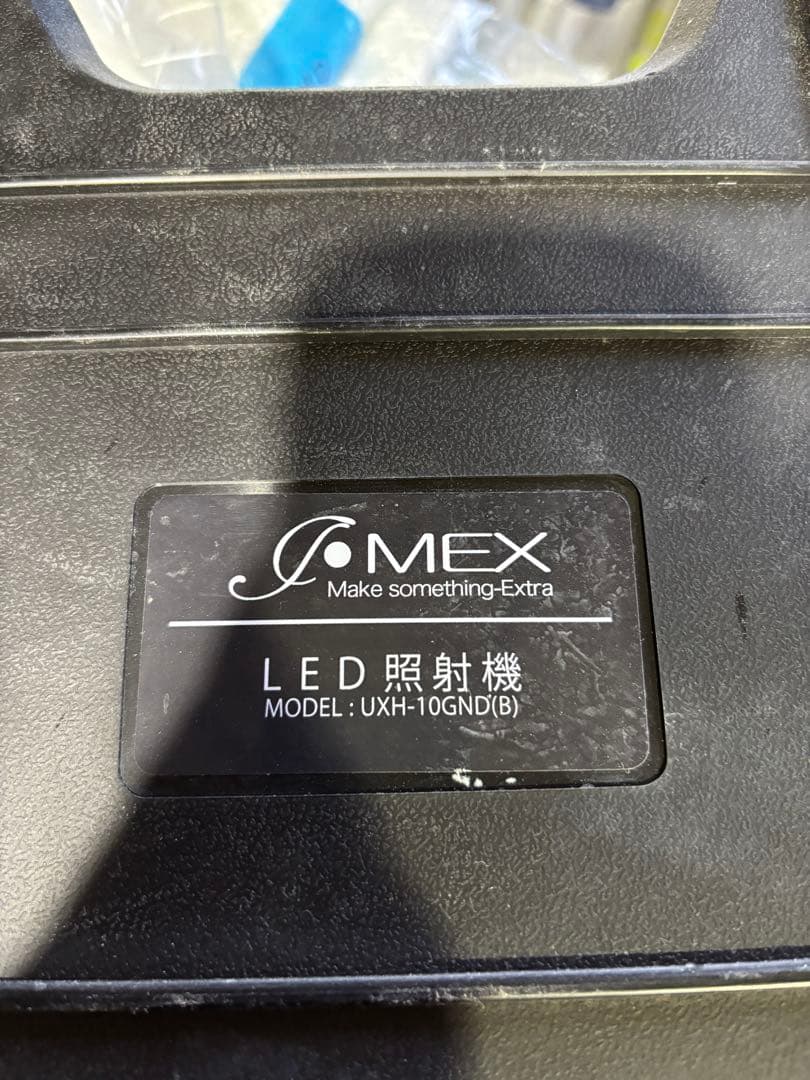 J•MEX
Make something-Extra
LED照射機
MODEL : UXH-10GND(B)